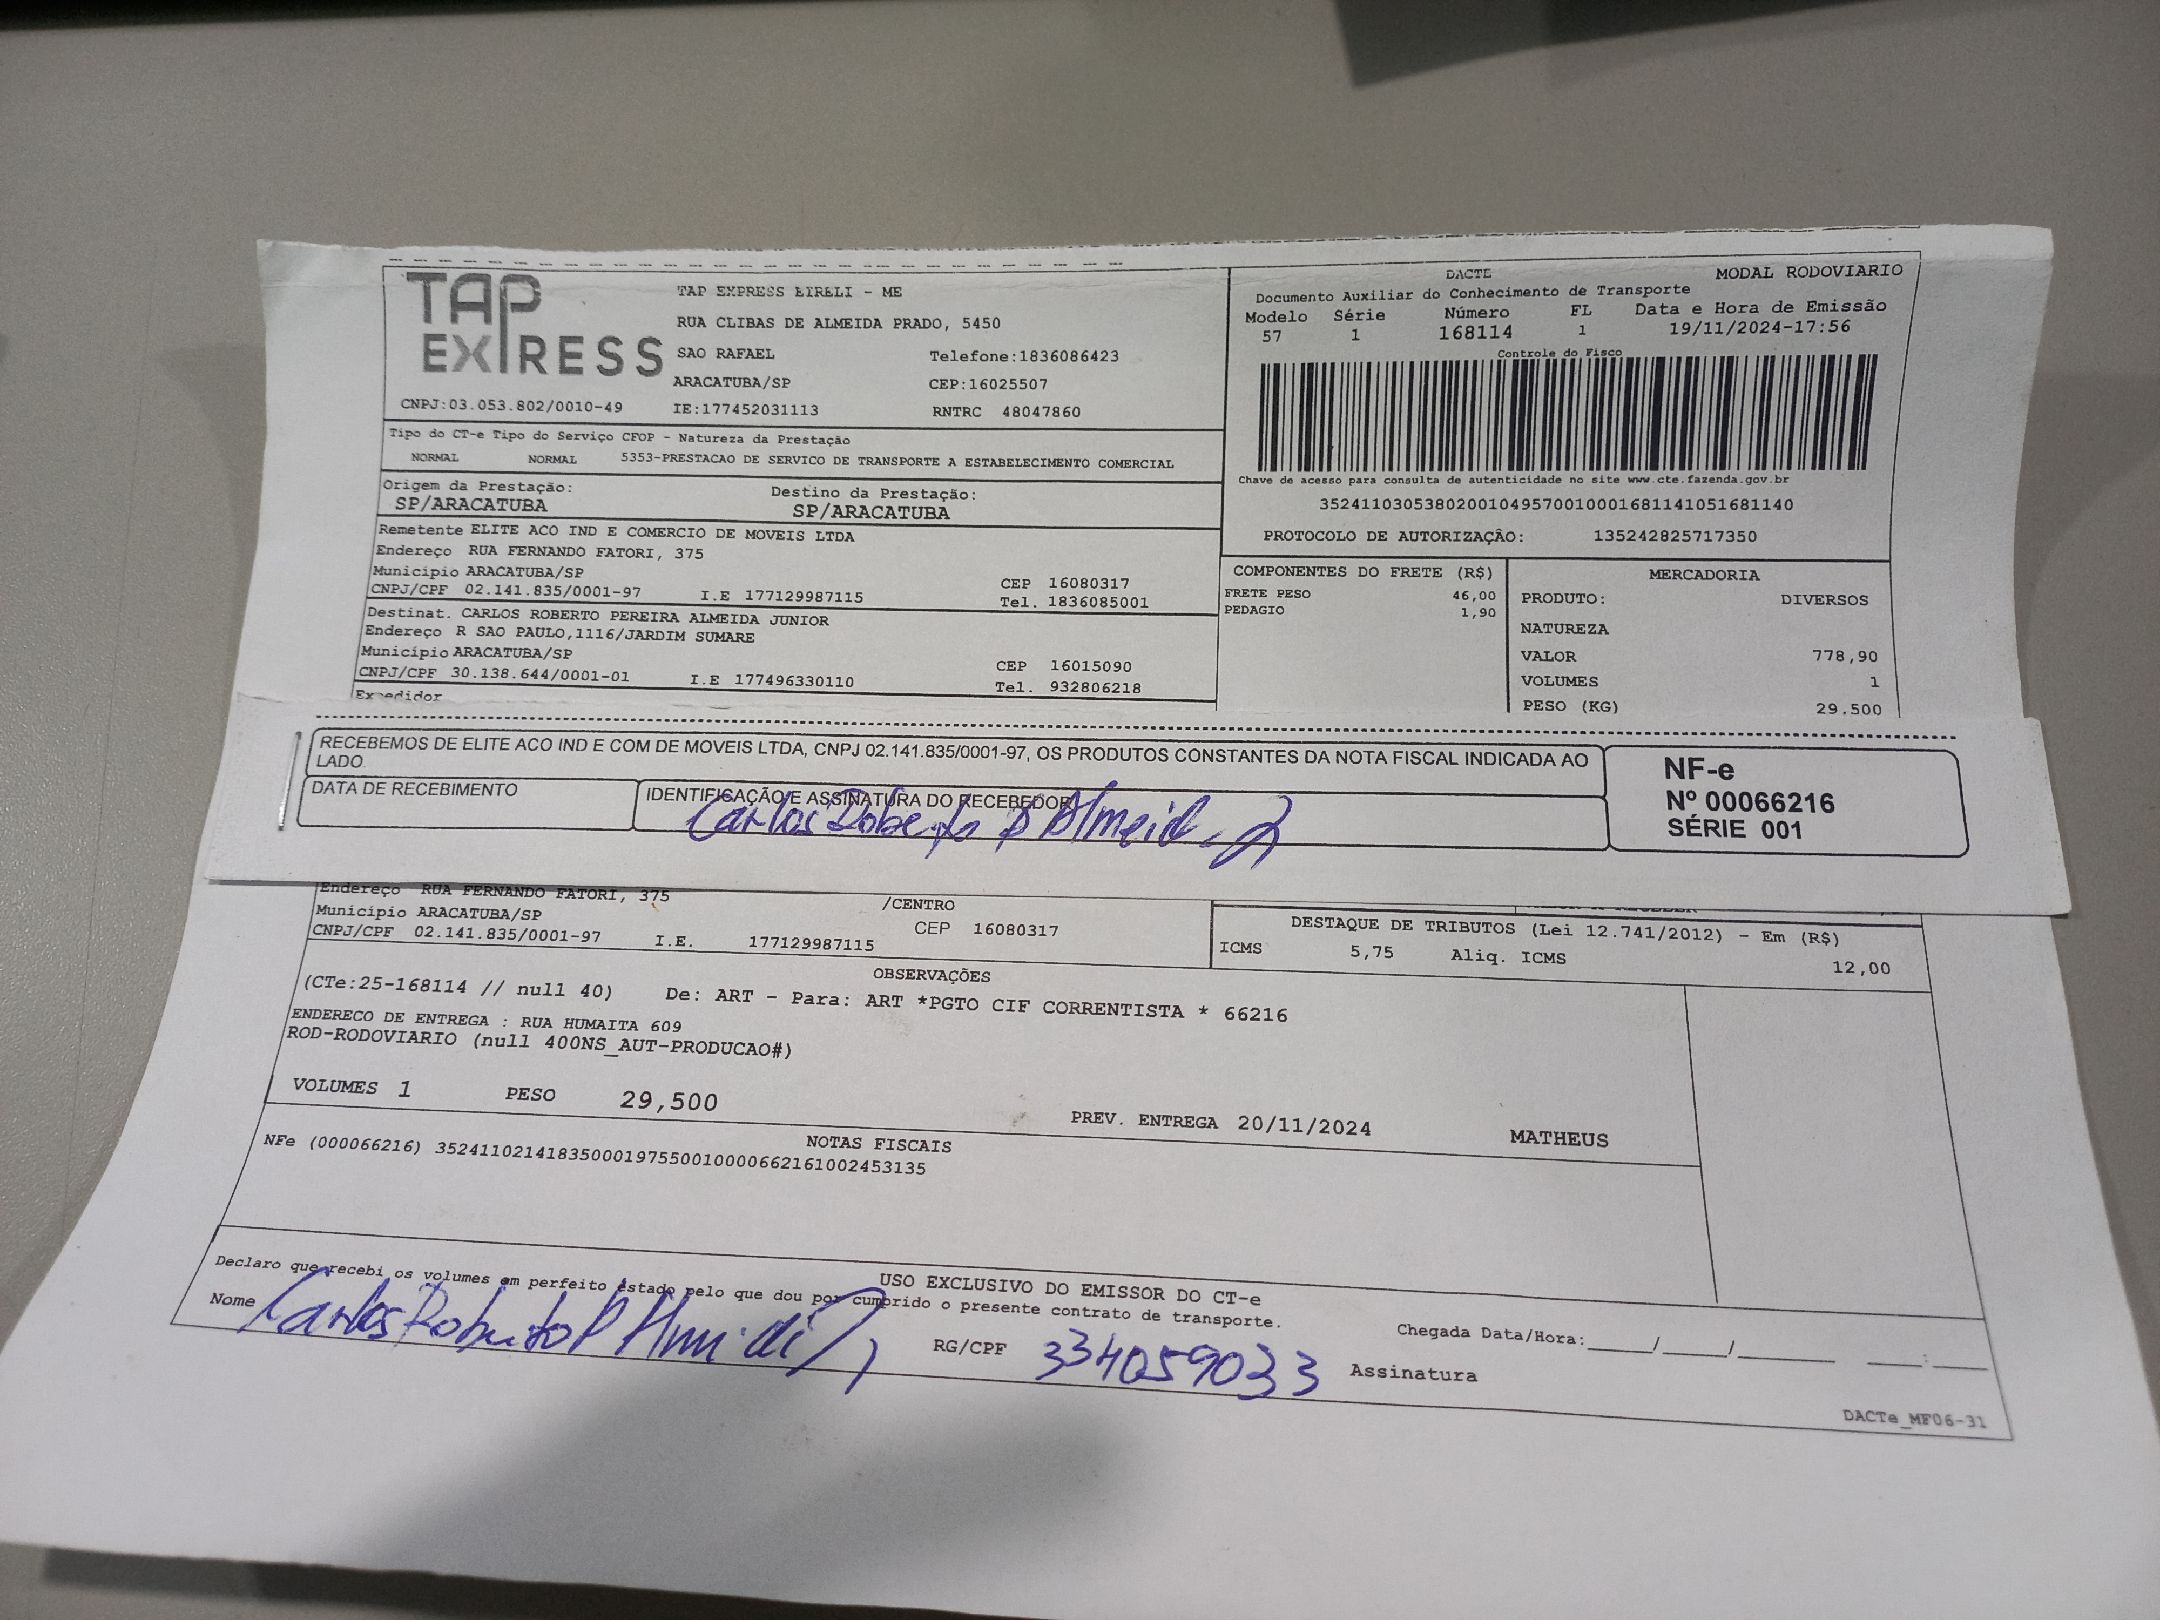 TAP EXPRESS
TAP EXPRESS EIRELI - ME
RUA CLIBAS DE ALMEIDA PRADO, 5450
SAO RAFAEL Telefone:1836086423
ARACATUBA/SP CEP:16025507
CNPJ:03.053.802/0010-49 IE:177452031113 RNTRC 48047860
DACTE MODAL RODOVIARIO
Documento Auxiliar do Conhecimento de Transporte
Modelo Série Número FL Data e Hora de Emissão
57 1 168114 1 19/11/2024-17:56
Controle do Fisco
Chave de acesso para consulta de autenticidade no site www.cte.fazenda.gov.br
35241103053802001049570010001681141051681140
PROTOCOLO DE AUTORIZAÇÃO: 135242825717350
Tipo do CT-e Tipo do Serviço CFOP - Natureza da Prestação
NORMAL NORMAL 5353-PRESTACAO DE SERVICO DE TRANSPORTE A ESTABELECIMENTO COMERCIAL
Origem da Prestação: Destino da Prestação:
SP/ARACATUBA SP/ARACATUBA
Remetente ELITE ACO IND E COMERCIO DE MOVEIS LTDA
Endereço RUA FERNANDO FATORI, 375
Município ARACATUBA/SP CEP 16080317
CNPJ/CPF 02.141.835/0001-97 I.E 177129987115 Tel. 1836085001
Destinat. CARLOS ROBERTO PEREIRA ALMEIDA JUNIOR
Endereço R SAO PAULO,1116/JARDIM SUMARE
Município ARACATUBA/SP CEP 16015090
CNPJ/CPF 30.138.644/0001-01 I.E 177496330110 Tel. 932806218
Expedidor
COMPONENTES DO FRETE (R$)
FRETE PESO 46,00
PEDAGIO 1,90
MERCADORIA
PRODUTO: DIVERSOS
NATUREZA
VALOR 778,90
VOLUMES 1
PESO (KG) 29.500
RECEBEMOS DE ELITE ACO IND E COM DE MOVEIS LTDA, CNPJ 02.141.835/0001-97, OS PRODUTOS CONSTANTES DA NOTA FISCAL INDICADA AO
LADO.
DATA DE RECEBIMENTO IDENTIFICAÇÃO E ASSINATURA DO RECEBEDOR
Carlos Roberto P Almeida J
NF-e
Nº 00066216
SÉRIE 001
Endereço RUA FERNANDO FATORI, 375 /CENTRO
Município ARACATUBA/SP CEP 16080317
CNPJ/CPF 02.141.835/0001-97 I.E. 177129987115
DESTAQUE DE TRIBUTOS (Lei 12.741/2012) - Em (R$)
ICMS 5,75 Aliq. ICMS 12,00
OBSERVAÇÕES
(CTe:25-168114 // null 40) De: ART - Para: ART *PGTO CIF CORRENTISTA * 66216
ENDERECO DE ENTREGA : RUA HUMAITA 609
ROD-RODOVIARIO (null 400NS_AUT-PRODUCAO#)
VOLUMES 1 PESO 29,500 PREV. ENTREGA 20/11/2024 MATHEUS
NOTAS FISCAIS
NFe (000066216) 35241102141835000197550010000662161002453135
USO EXCLUSIVO DO EMISSOR DO CT-e
Declaro que recebi os volumes em perfeito estado pelo que dou por cumprido o presente contrato de transporte.
Nome Carlos Roberto P Almeida J RG/CPF 334059033 Assinatura Chegada Data/Hora:____/____/______ ____:____
DACTe_MF06-31